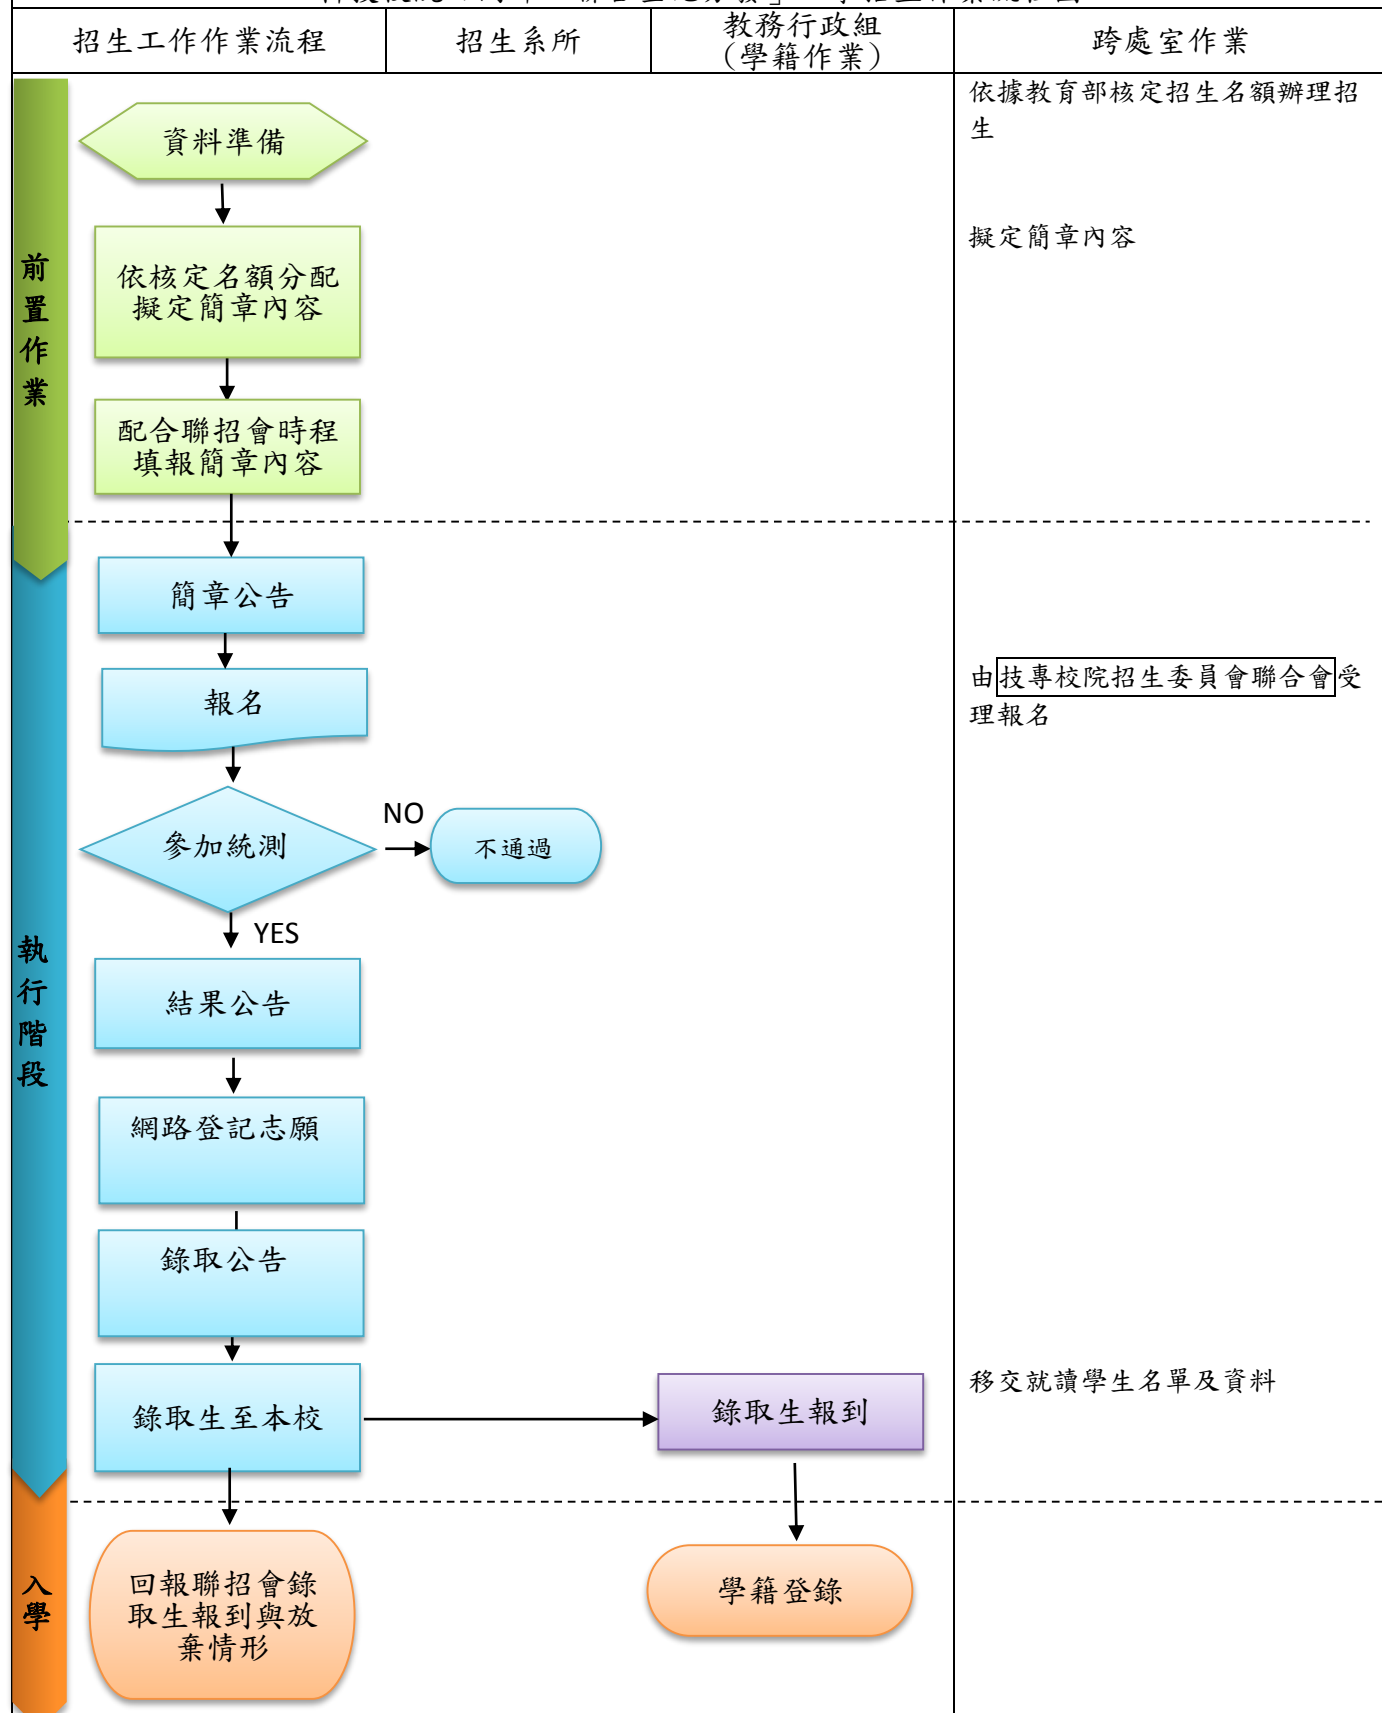 招生工作作業流程
招生系所
教務行政組
(學籍作業)
跨處室作業
前置作業
資料準備
依據教育部核定招生名額辦理招
生
依核定名額分配
擬定簡章內容
擬定簡章內容
配合聯招會時程
填報簡章內容
執行階段
簡章公告
報名
由技專校院招生委員會聯合會受
理報名
參加統測
NO
不通過
YES
結果公告
網路登記志願
錄取公告
錄取生至本校
錄取生報到
移交就讀學生名單及資料
入學
回報聯招會錄
取生報到與放
棄情形
學籍登錄